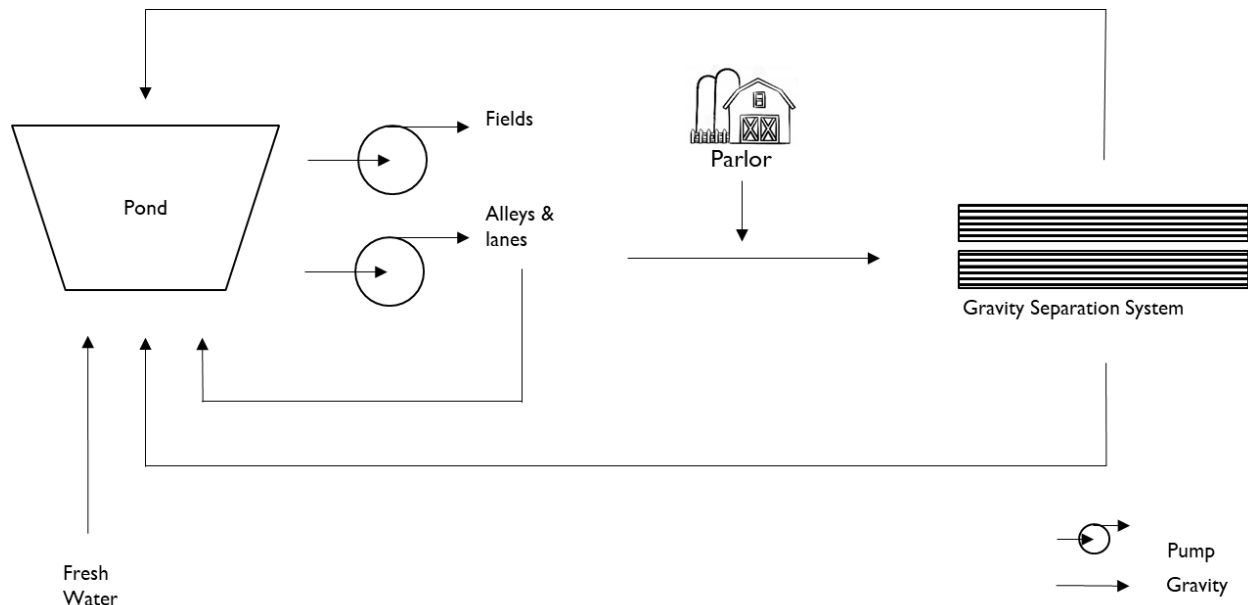 Fields
Parlor
Pond
Alleys &
lanes
Gravity Separation System
Fresh
Water
Pump
Gravity